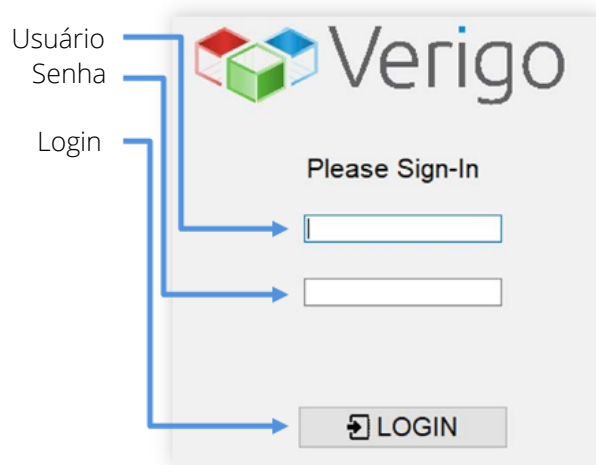 Usuário
Senha
Login
Verigo
Please Sign-In
LOGIN